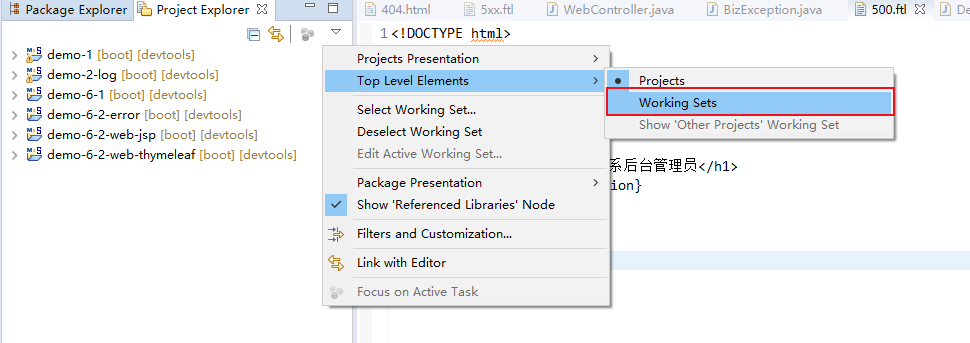 Package Explorer
Project Explorer
demo-1 [boot] [devtools]
demo-2-log [boot] [devtools]
demo-6-1 [boot] [devtools]
demo-6-2-error [boot] [devtools]
demo-6-2-web-jsp [boot] [devtools]
demo-6-2-web-thymeleaf [boot] [devtools]
Projects Presentation
Top Level Elements
Select Working Set...
Deselect Working Set
Edit Active Working Set...
Package Presentation
Show 'Referenced Libraries' Node
Filters and Customization...
Link with Editor
Focus on Active Task
Projects
Working Sets
Show 'Other Projects' Working Set
404.html
5xx.ftl
WebController.java
BizException.java
500.ftl
De
1 <!DOCTYPE html>
系后台管理员</h1>
ion}